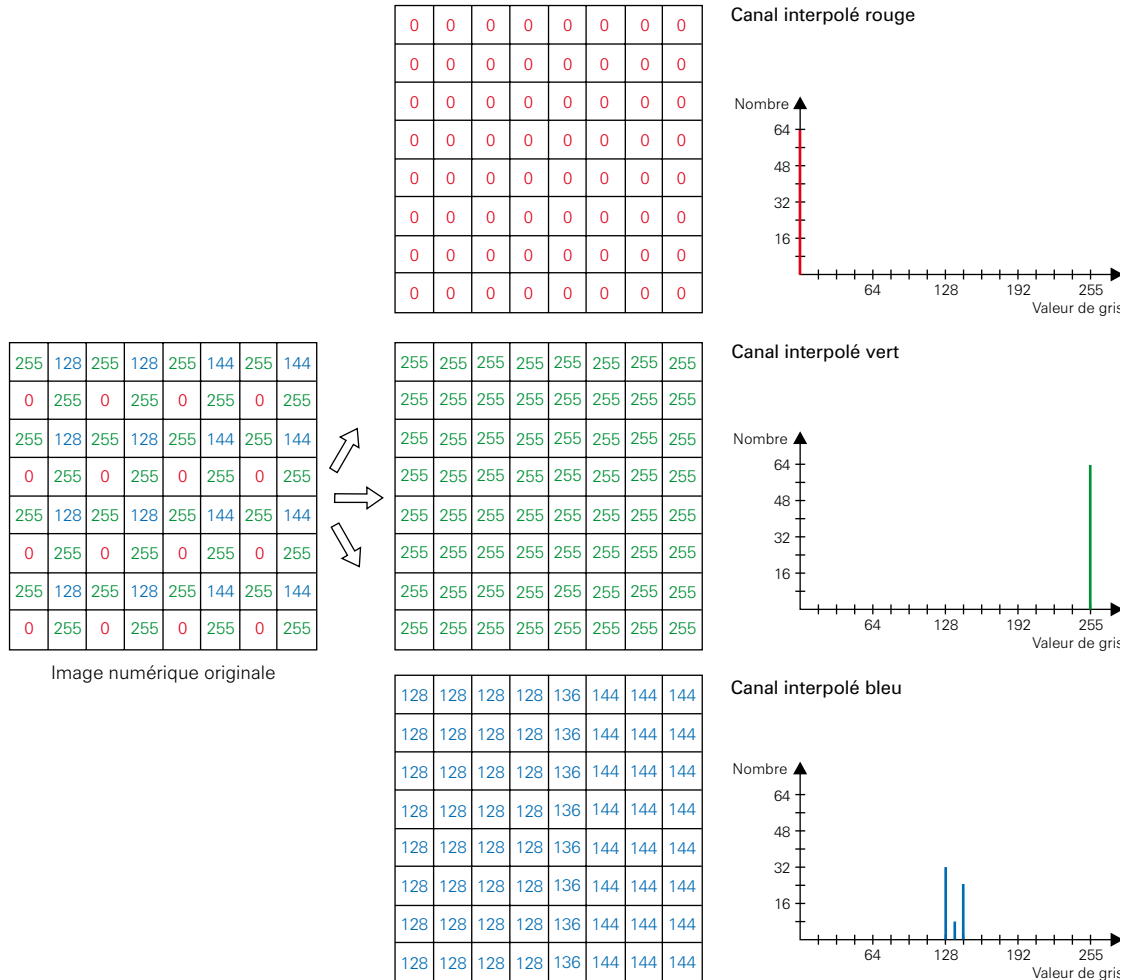 Canal interpolé rouge
0 0 0 0 0 0 0 0
0 0 0 0 0 0 0 0
0 0 0 0 0 0 0 0
0 0 0 0 0 0 0 0
0 0 0 0 0 0 0 0
0 0 0 0 0 0 0 0
0 0 0 0 0 0 0 0
0 0 0 0 0 0 0 0
Nombre
64
48
32
16
64 128 192 255
Valeur de gris
255 128 255 128 255 144 255 144
0 255 0 255 0 255 0 255
255 128 255 128 255 144 255 144
0 255 0 255 0 255 0 255
255 128 255 128 255 144 255 144
0 255 0 255 0 255 0 255
255 128 255 128 255 144 255 144
0 255 0 255 0 255 0 255
Image numérique originale
Canal interpolé vert
255 255 255 255 255 255 255 255
255 255 255 255 255 255 255 255
255 255 255 255 255 255 255 255
255 255 255 255 255 255 255 255
255 255 255 255 255 255 255 255
255 255 255 255 255 255 255 255
255 255 255 255 255 255 255 255
255 255 255 255 255 255 255 255
Nombre
64
48
32
16
64 128 192 255
Valeur de gris
Canal interpolé bleu
128 128 128 128 136 144 144 144
128 128 128 128 136 144 144 144
128 128 128 128 136 144 144 144
128 128 128 128 136 144 144 144
128 128 128 128 136 144 144 144
128 128 128 128 136 144 144 144
128 128 128 128 136 144 144 144
128 128 128 128 136 144 144 144
Nombre
64
48
32
16
64 128 192 255
Valeur de gris